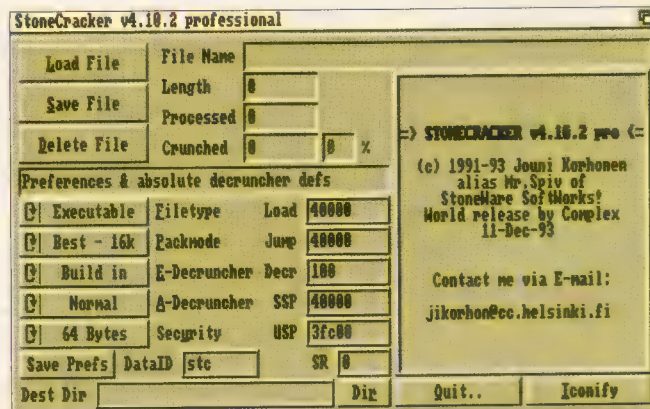 StoneCracker v4.10.2 professional
Load File
File Name
Save File
Length 0
Processed 0
Delete File
Crunched 0 0 %
Preferences & absolute decruncher defs
Executable Filetype Load 40000
Best - 16k Packmode Jump 40000
Build in E-Decruncher Decr 100
Normal A-Decruncher SSP 40000
64 Bytes Security USP 3fc00
Save Prefs DataID stc SR 0
Dest Dir Dir
=> STONECRACKER v4.10.2 pro <=
(c) 1991-93 Jouni Korhonen
alias Mr.Spiv of
StoneWare SoftWorks!
World release by Complex
11-Dec-93
Contact me via E-mail:
jikorhon@cc.helsinki.fi
Quit.. Iconify